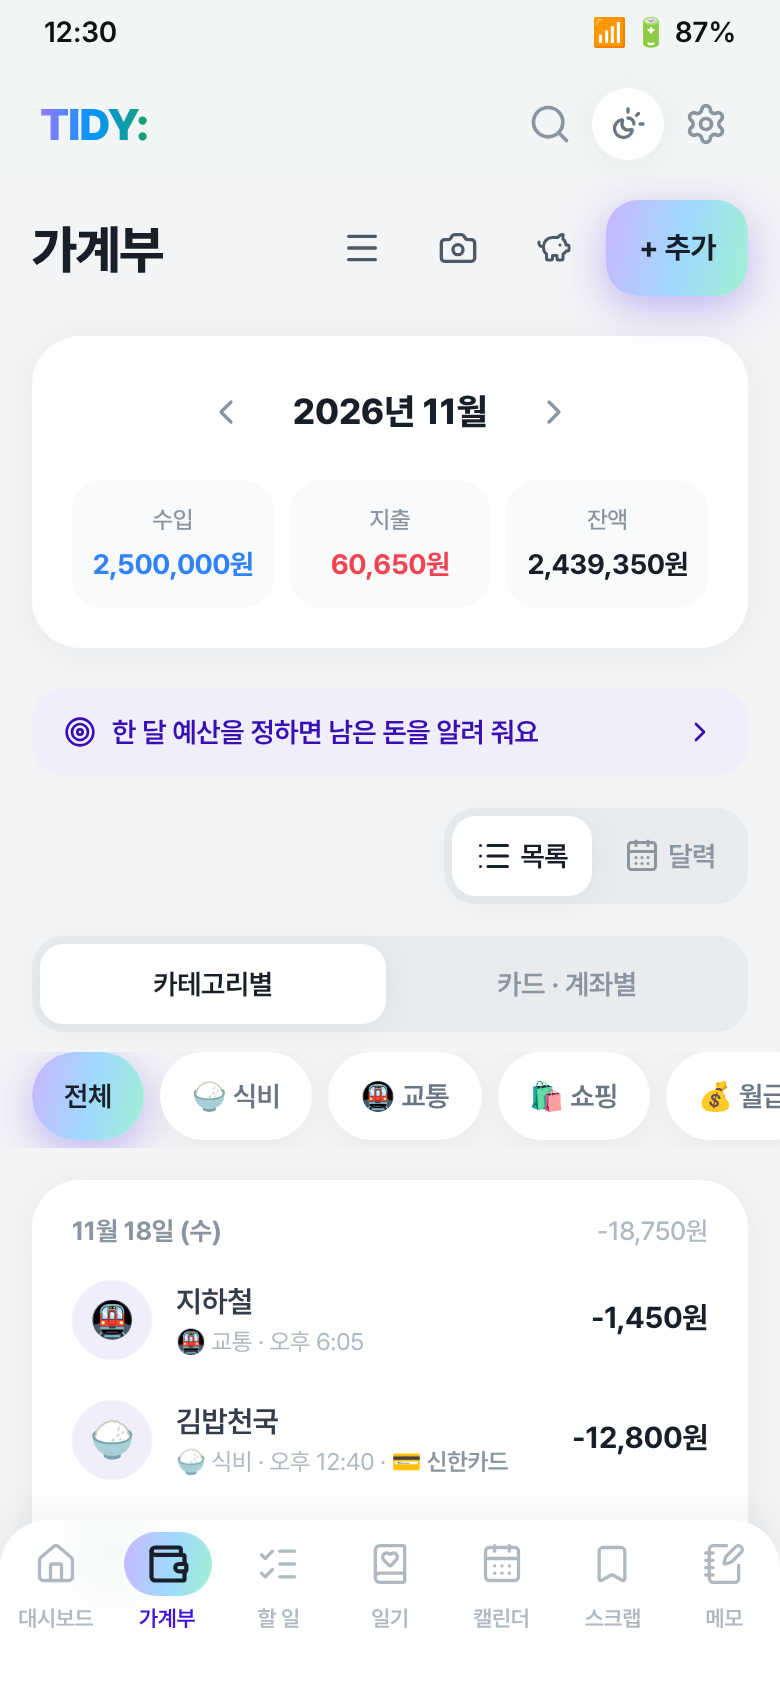 12:30 87%
TIDY:
가계부 + 추가
2026년 11월
수입 지출 잔액
2,500,000원 60,650원 2,439,350원
한 달 예산을 정하면 남은 돈을 알려 줘요
목록 달력
카테고리별 카드 · 계좌별
전체 식비 교통 쇼핑 월급
11월 18일 (수) -18,750원
지하철 -1,450원
교통 · 오후 6:05
김밥천국 -12,800원
식비 · 오후 12:40 · 신한카드
대시보드 가계부 할 일 일기 캘린더 스크랩 메모